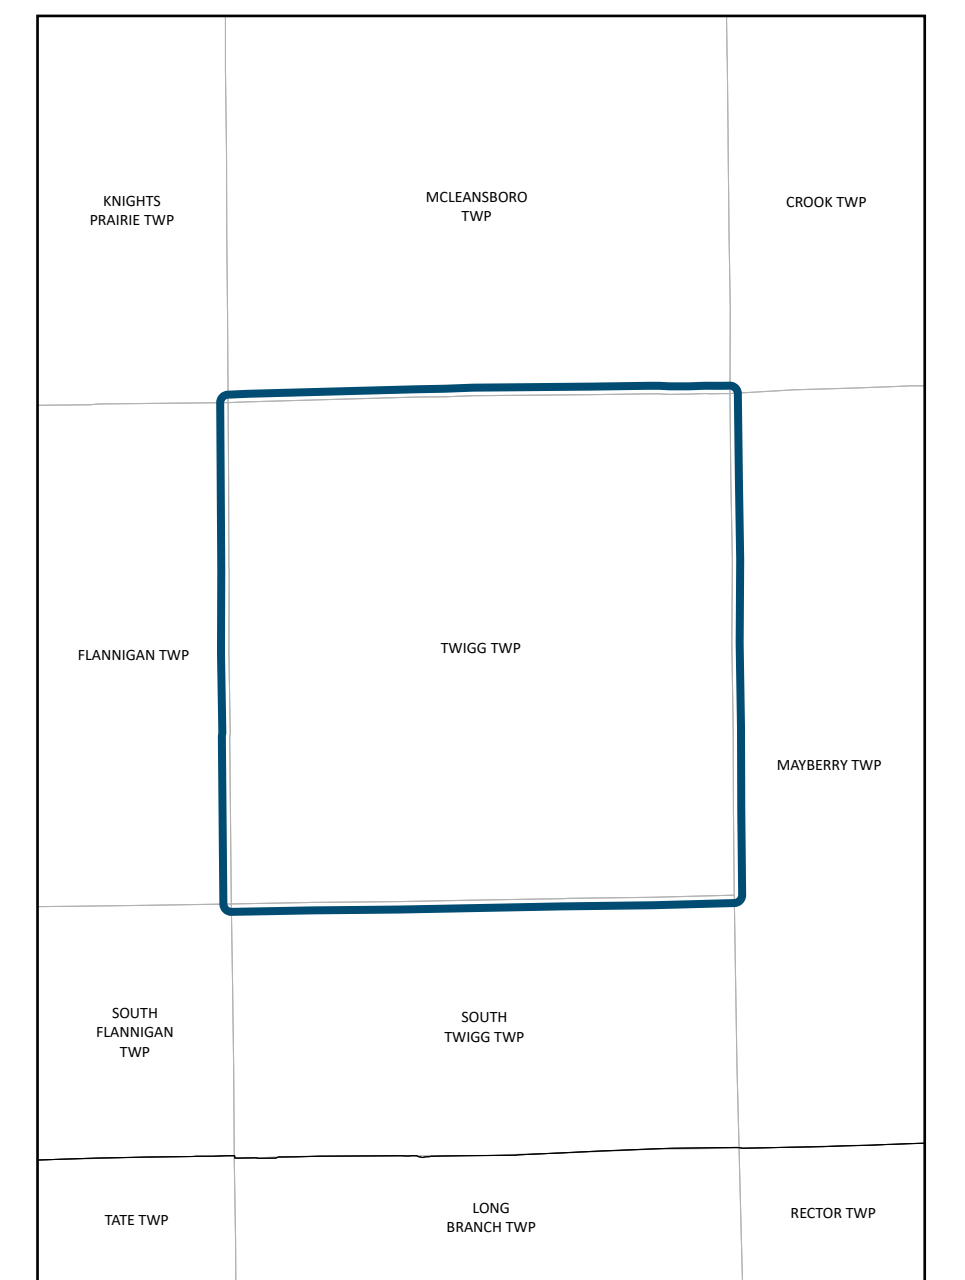 KNIGHTS
PRAIRIE TWP
MCLEANSBORO
TWP
CROOK TWP
FLANNIGAN TWP
TWIGG TWP
MAYBERRY TWP
SOUTH
FLANNIGAN
TWP
SOUTH
TWIGG TWP
TATE TWP
LONG
BRANCH TWP
RECTOR TWP